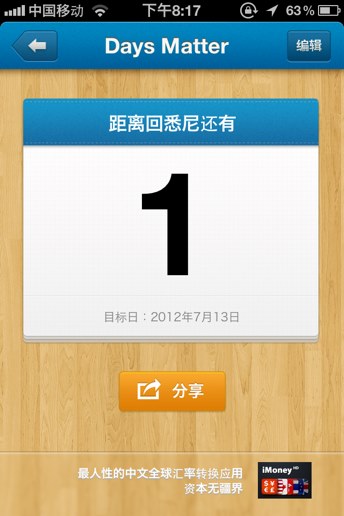 中国移动 下午8:17 63%
Days Matter
编辑
距离回悉尼还有
1
目标日：2012年7月13日
分享
最人性的中文全球汇率转换应用
资本无疆界
iMoney HD